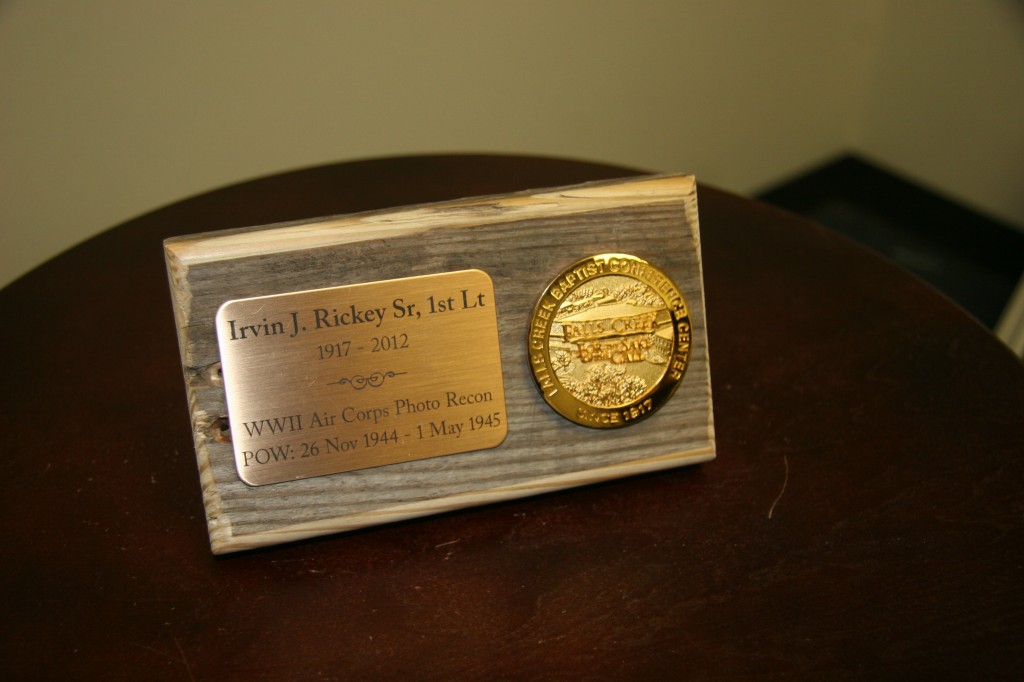 Irvin J. Rickey Sr, 1st Lt
1917 - 2012
WWII Air Corps Photo Recon
POW: 26 Nov 1944 - 1 May 1945
CREEK BAPTIST CONFERENCE CENTER
FALLS CREEK
SINCE 1917